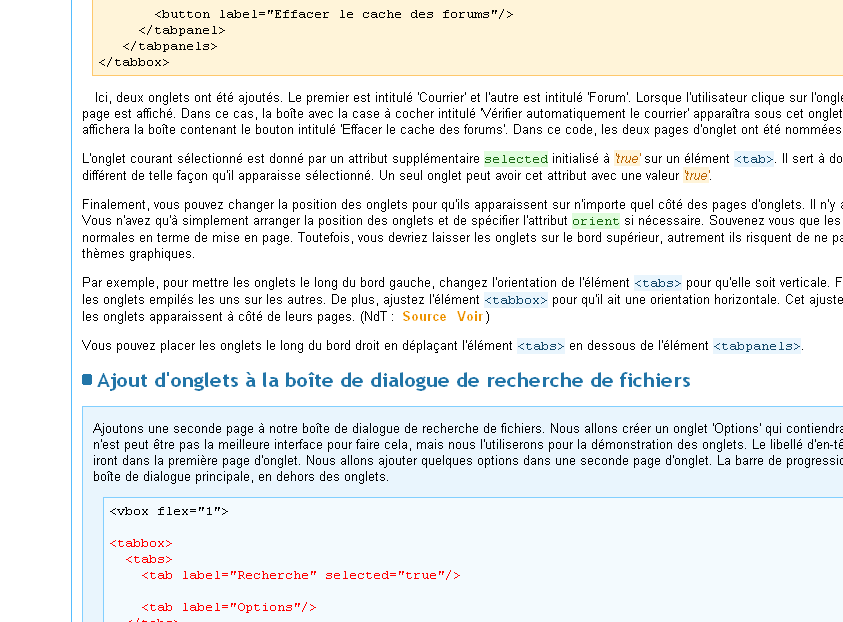 <button label="Effacer le cache des forums"/>
</tabpanel>
</tabpanels>
</tabbox>
Ici, deux onglets ont été ajoutés. Le premier est intitulé 'Courrier' et l'autre est intitulé 'Forum'. Lorsque l'utilisateur clique sur l'ongle
page est affiché. Dans ce cas, la boîte avec la case à cocher intitulé 'Vérifier automatiquement le courrier' apparaîtra sous cet onglet
affichera la boîte contenant le bouton intitulé 'Effacer le cache des forums'. Dans ce code, les deux pages d'onglet ont été nommées
L'onglet courant sélectionné est donné par un attribut supplémentaire selected initialisé à 'true' sur un élément <tab>. Il sert à do
différent de telle façon qu'il apparaisse sélectionné. Un seul onglet peut avoir cet attribut avec une valeur 'true'.
Finalement, vous pouvez changer la position des onglets pour qu'ils apparaissent sur n'importe quel côté des pages d'onglets. Il n'y a
Vous n'avez qu'à simplement arranger la position des onglets et de spécifier l'attribut orient si nécessaire. Souvenez vous que les
normales en terme de mise en page. Toutefois, vous devriez laisser les onglets sur le bord supérieur, autrement ils risquent de ne pa
thèmes graphiques.
Par exemple, pour mettre les onglets le long du bord gauche, changez l'orientation de l'élément <tabs> pour qu'elle soit verticale. F
les onglets empilés les uns sur les autres. De plus, ajustez l'élément <tabbox> pour qu'il ait une orientation horizontale. Cet ajuste
les onglets apparaissent à côté de leurs pages. (NdT : Source Voir)
Vous pouvez placer les onglets le long du bord droit en déplaçant l'élément <tabs> en dessous de l'élément <tabpanels>.
Ajout d'onglets à la boîte de dialogue de recherche de fichiers
Ajoutons une seconde page à notre boîte de dialogue de recherche de fichiers. Nous allons créer un onglet 'Options' qui contiendra
n'est peut être pas la meilleure interface pour faire cela, mais nous l'utiliserons pour la démonstration des onglets. Le libellé d'en-tê
iront dans la première page d'onglet. Nous allons ajouter quelques options dans une seconde page d'onglet. La barre de progressio
boîte de dialogue principale, en dehors des onglets.
<vbox flex="1">
<tabbox>
<tabs>
<tab label="Recherche" selected="true"/>
<tab label="Options"/>
</tabs>